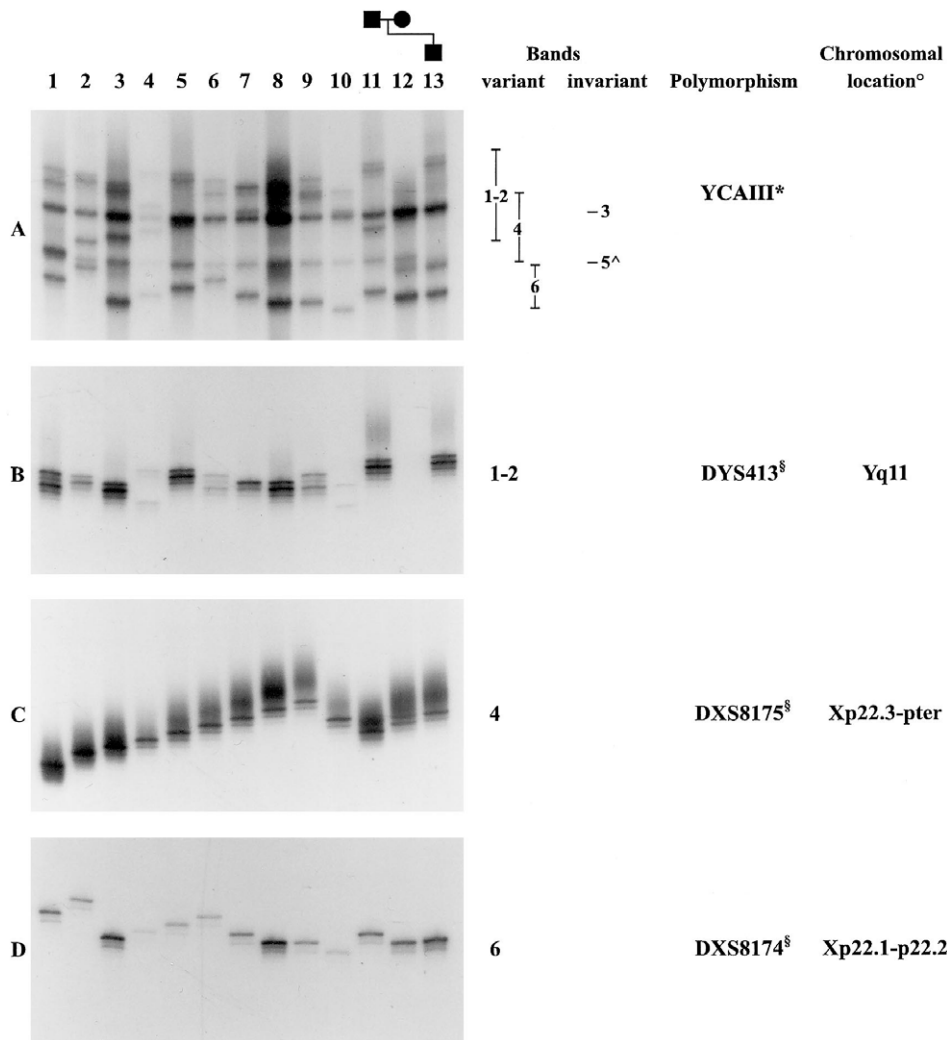 Bands Chromosomal
variant invariant Polymorphism location°
1 2 3 4 5 6 7 8 9 10 11 12 13
A 1-2 4 6 3 5^ YCAIII*
B 1-2 DYS413§ Yq11
C 4 DXS8175§ Xp22.3-pter
D 6 DXS8174§ Xp22.1-p22.2